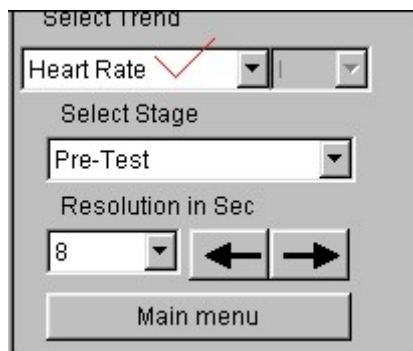 Select Trend
Heart Rate I
Select Stage
Pre-Test
Resolution in Sec
8
Main menu